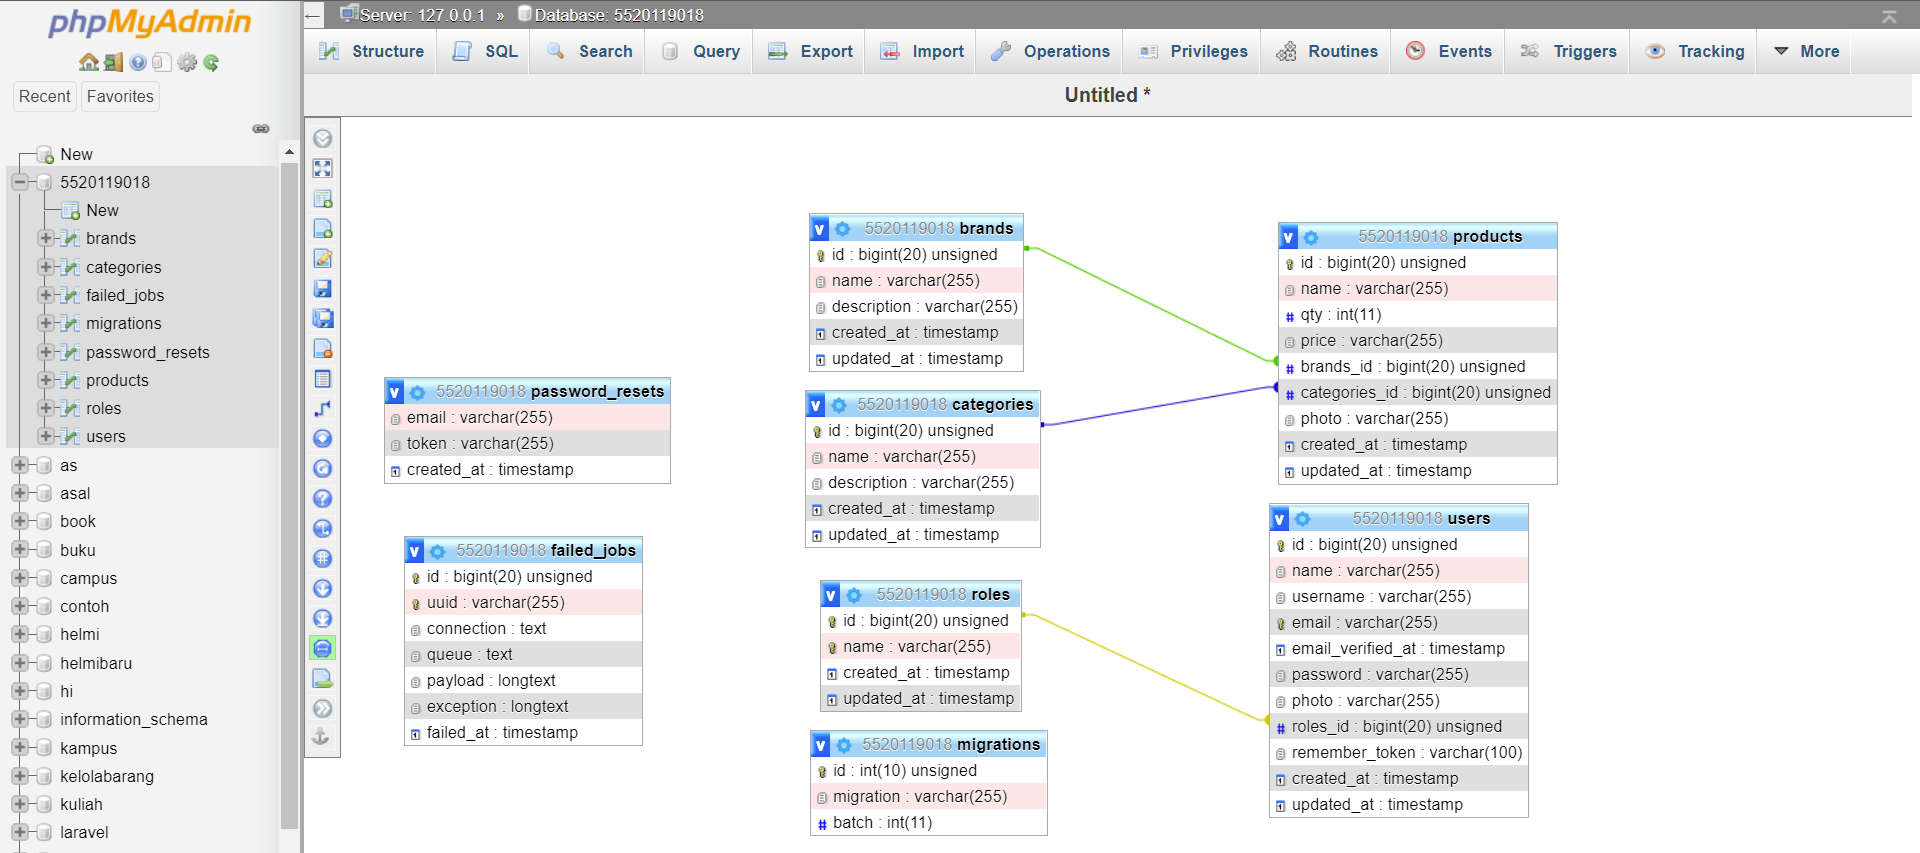 phpMyAdmin
Recent
Favorites
New
5520119018
New
brands
categories
failed_jobs
migrations
password_resets
products
roles
users
as
asal
book
buku
campus
contoh
helmi
helmibaru
hi
information_schema
kampus
kelolabarang
kuliah
laravel
Server: 127.0.0.1 » Database: 5520119018
Structure SQL Search Query Export Import Operations Privileges Routines Events Triggers Tracking More
Untitled *
5520119018 password_resets
email : varchar(255)
token : varchar(255)
created_at : timestamp
5520119018 failed_jobs
id : bigint(20) unsigned
uuid : varchar(255)
connection : text
queue : text
payload : longtext
exception : longtext
failed_at : timestamp
5520119018 brands
id : bigint(20) unsigned
name : varchar(255)
description : varchar(255)
created_at : timestamp
updated_at : timestamp
5520119018 categories
id : bigint(20) unsigned
name : varchar(255)
description : varchar(255)
created_at : timestamp
updated_at : timestamp
5520119018 roles
id : bigint(20) unsigned
name : varchar(255)
created_at : timestamp
updated_at : timestamp
5520119018 migrations
id : int(10) unsigned
migration : varchar(255)
batch : int(11)
5520119018 products
id : bigint(20) unsigned
name : varchar(255)
qty : int(11)
price : varchar(255)
brands_id : bigint(20) unsigned
categories_id : bigint(20) unsigned
photo : varchar(255)
created_at : timestamp
updated_at : timestamp
5520119018 users
id : bigint(20) unsigned
name : varchar(255)
username : varchar(255)
email : varchar(255)
email_verified_at : timestamp
password : varchar(255)
photo : varchar(255)
roles_id : bigint(20) unsigned
remember_token : varchar(100)
created_at : timestamp
updated_at : timestamp